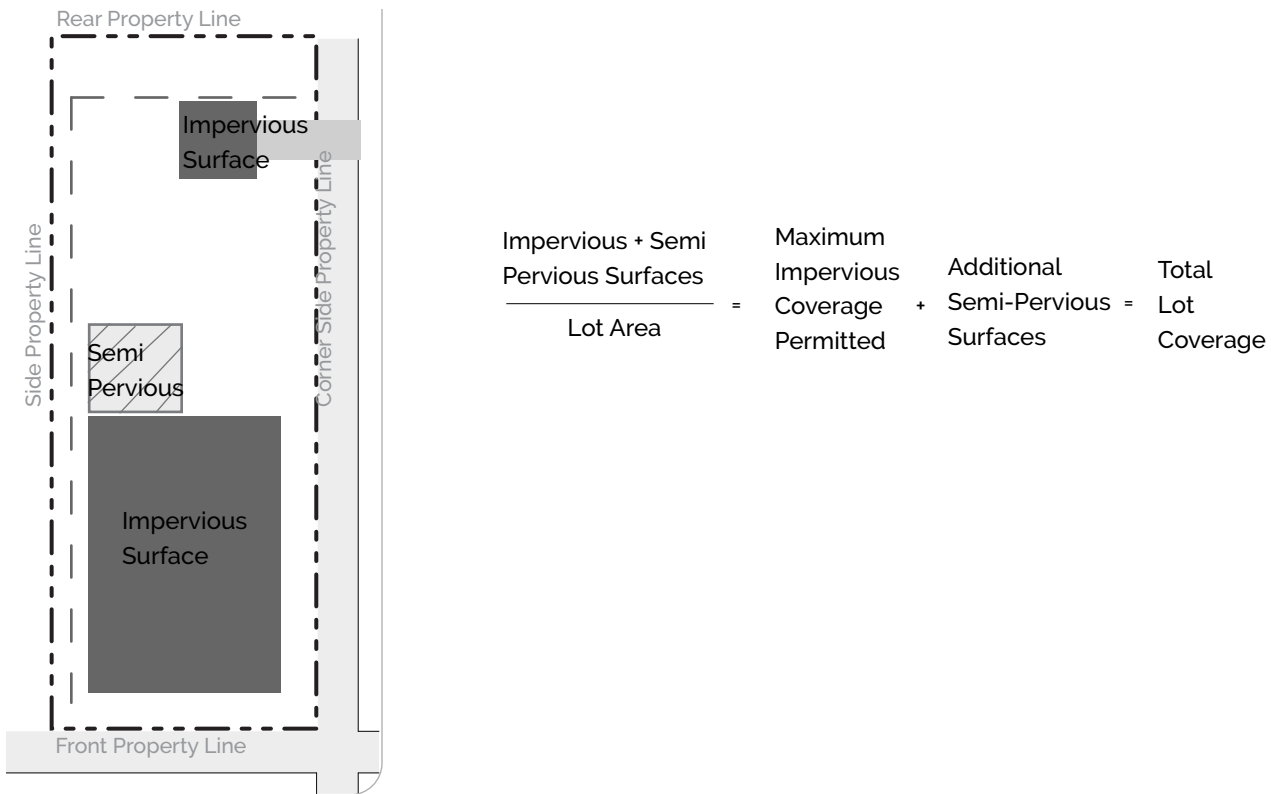 Rear Property Line
Impervious
Surface
Side Property Line
Corner Side Property Line
Semi
Pervious
Impervious
Surface
Front Property Line
Impervious + Semi
Pervious Surfaces
Lot Area
=
Maximum
Impervious
Coverage
Permitted
+
Additional
Semi-Pervious
Surfaces
=
Total
Lot
Coverage